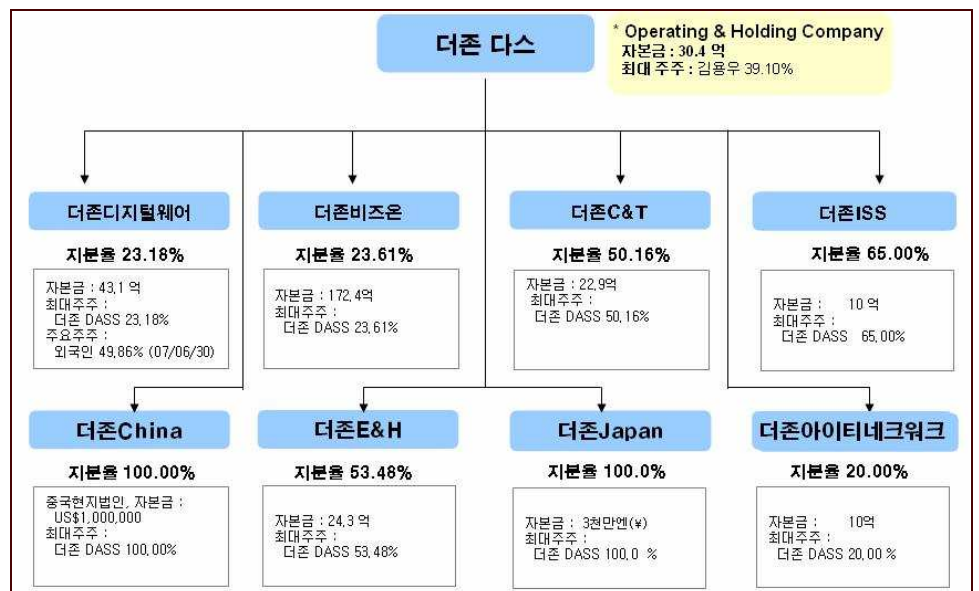 더존 다스
* Operating & Holding Company
자본금 : 30.4 억
최대 주주 : 김용우 39.10%
더존디지털웨어
지분율 23.18%
자본금 : 43.1 억
최대주주 :
더존 DASS 23.18%
주요주주 :
외국인 49.86% (07/06/30)
더존비즈온
지분율 23.61%
자본금 : 172.4억
최대주주 :
더존 DASS 23.61%
더존C&T
지분율 50.16%
자본금 : 22.9억
최대주주 :
더존 DASS 50.16%
더존ISS
지분율 65.00%
자본금 : 10 억
최대주주 :
더존 DASS 65.00%
더존China
지분율 100.00%
중국현지법인, 자본금 :
US$1,000,000
최대주주 :
더존 DASS 100.00%
더존E&H
지분율 53.48%
자본금 : 24.3 억
최대주주 :
더존 DASS 53.48%
더존Japan
지분율 100.0%
자본금 : 3천만엔(¥)
최대주주 :
더존 DASS 100.0 %
더존아이티네크워크
지분율 20.00%
자본금 : 10억
최대주주 :
더존 DASS 20.00 %